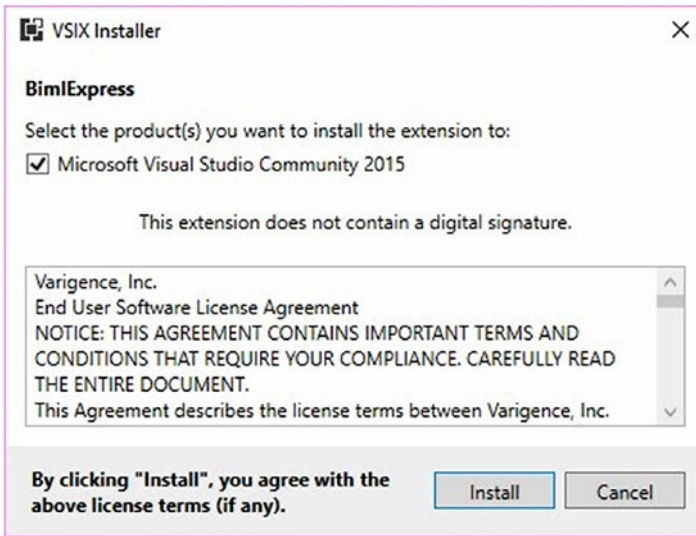 VSIX Installer
BimlExpress
Select the product(s) you want to install the extension to:
Microsoft Visual Studio Community 2015
This extension does not contain a digital signature.
Varigence, Inc.
End User Software License Agreement
NOTICE: THIS AGREEMENT CONTAINS IMPORTANT TERMS AND
CONDITIONS THAT REQUIRE YOUR COMPLIANCE. CAREFULLY READ
THE ENTIRE DOCUMENT.
This Agreement describes the license terms between Varigence, Inc.
By clicking "Install", you agree with the
above license terms (if any).
Install
Cancel